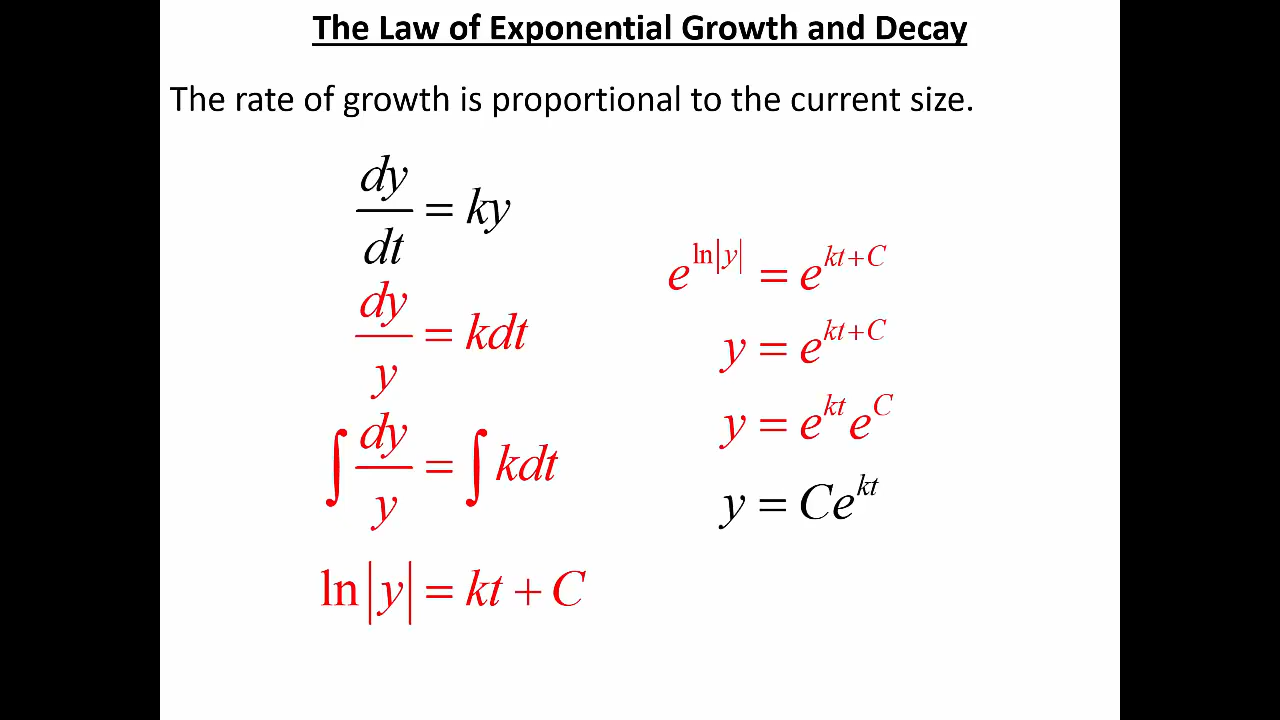 The Law of Exponential Growth and Decay
The rate of growth is proportional to the current size.
dy/dt = ky
dy/y = kdt
∫ dy/y = ∫ kdt
ln|y| = kt + C
e^{ln|y|} = e^{kt+C}
y = e^{kt+C}
y = e^{kt} e^{C}
y = Ce^{kt}